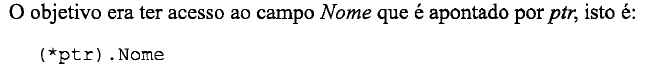 O objetivo era ter acesso ao campo Nome que é apontado por ptr, isto é:
(*ptr).Nome